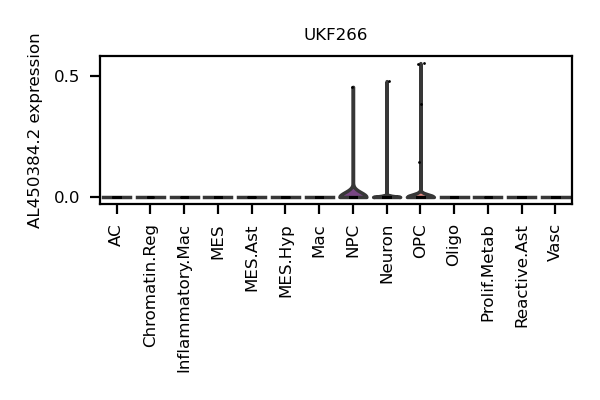 UKF266
AL450384.2 expression
0.5
0.0
AC
Chromatin.Reg
Inflammatory.Mac
MES
MES.Ast
MES.Hyp
Mac
NPC
Neuron
OPC
Oligo
Prolif.Metab
Reactive.Ast
Vasc